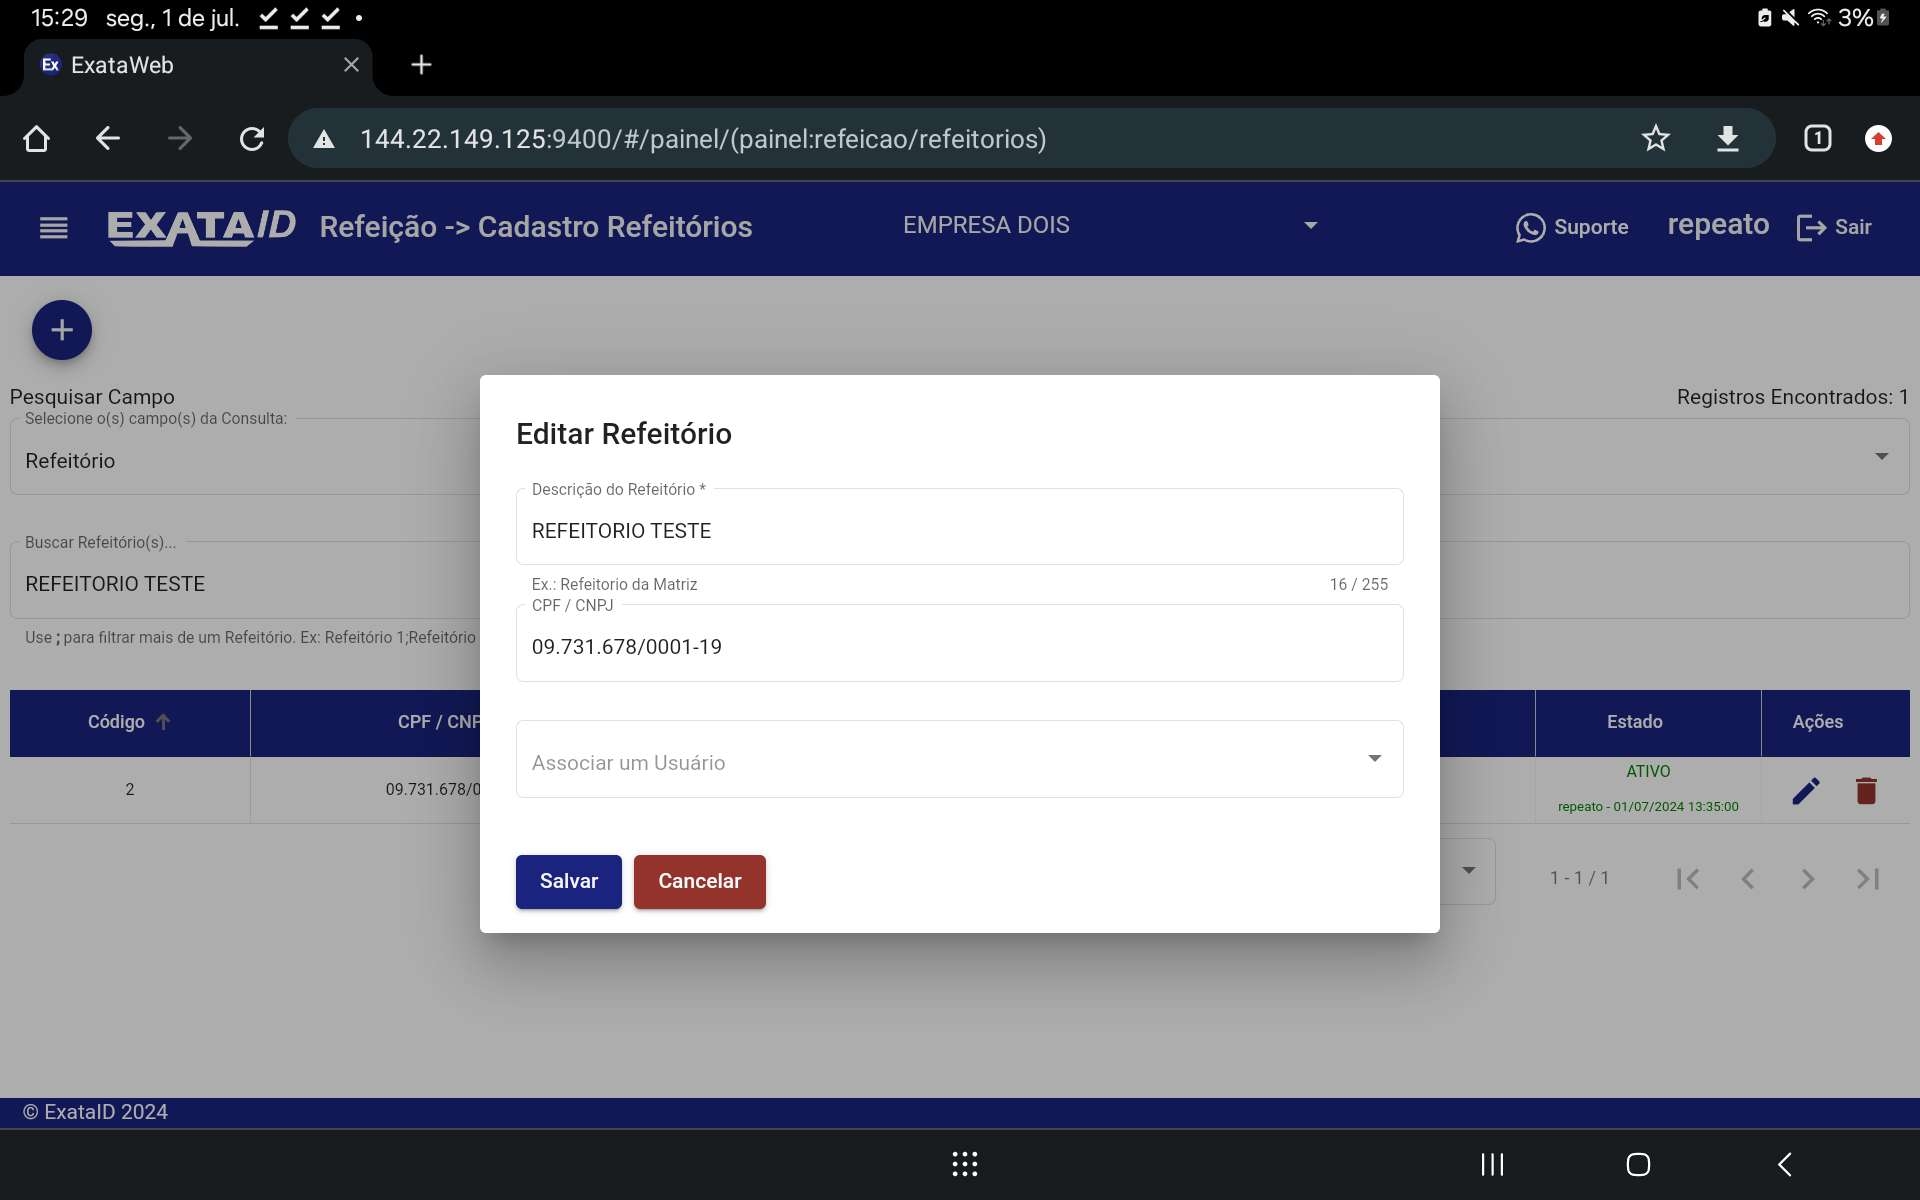 15:29 seg., 1 de jul. 3%
Ex ExataWeb
144.22.149.125:9400/#/painel/(painel:refeicao/refeitorios) 1
EXATAID Refeição -> Cadastro Refeitórios EMPRESA DOIS Suporte repeato Sair
Pesquisar Campo Registros Encontrados: 1
Selecione o(s) campo(s) da Consulta:
Refeitório
Buscar Refeitório(s)...
REFEITORIO TESTE
Use ; para filtrar mais de um Refeitório. Ex: Refeitório 1;Refeitório
Editar Refeitório
Descrição do Refeitório *
REFEITORIO TESTE
Ex.: Refeitorio da Matriz 16 / 255
CPF / CNPJ
09.731.678/0001-19
Associar um Usuário
Salvar Cancelar
Código CPF / CNP Estado Ações
2 09.731.678/0 ATIVO
repeato - 01/07/2024 13:35:00
1 - 1 / 1
© ExataID 2024